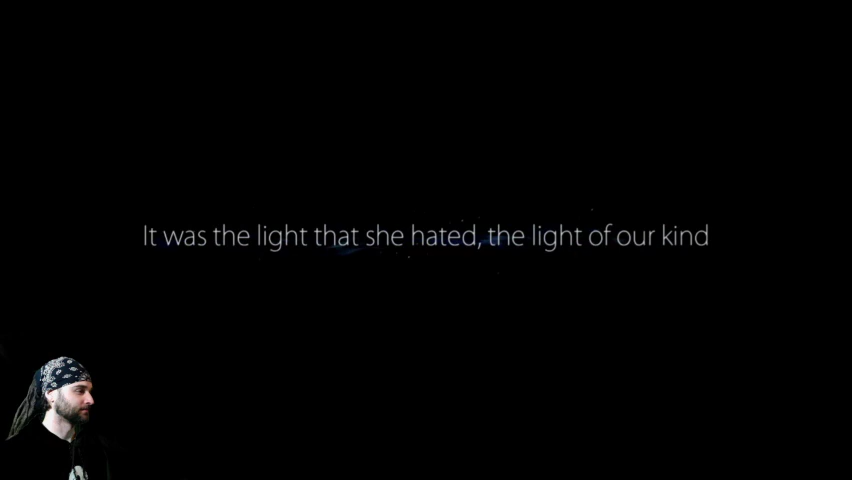 It was the light that she hated, the light of our kind